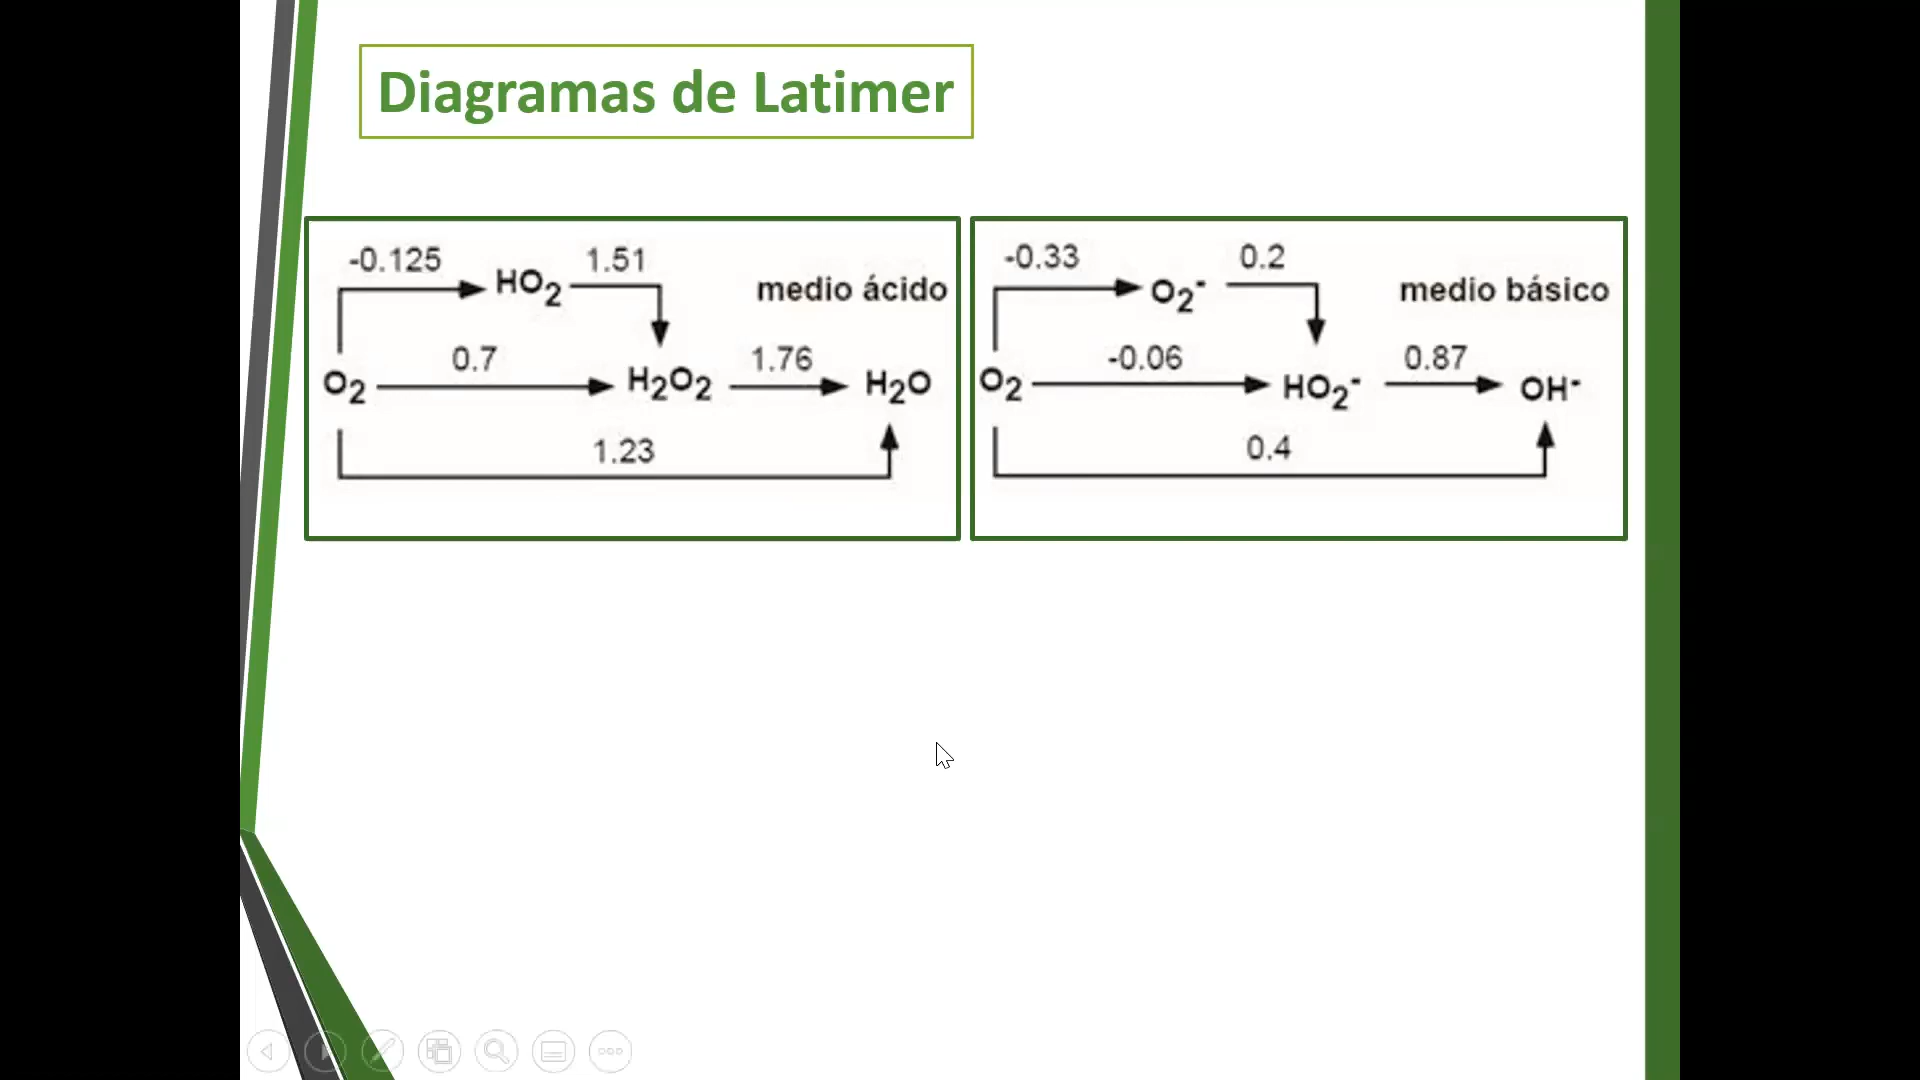 Diagramas de Latimer
-0.125
HO2
1.51
medio ácido
0.7
1.76
O2
H2O2
H2O
1.23
-0.33
O2-
0.2
medio básico
-0.06
0.87
O2
HO2-
OH-
0.4